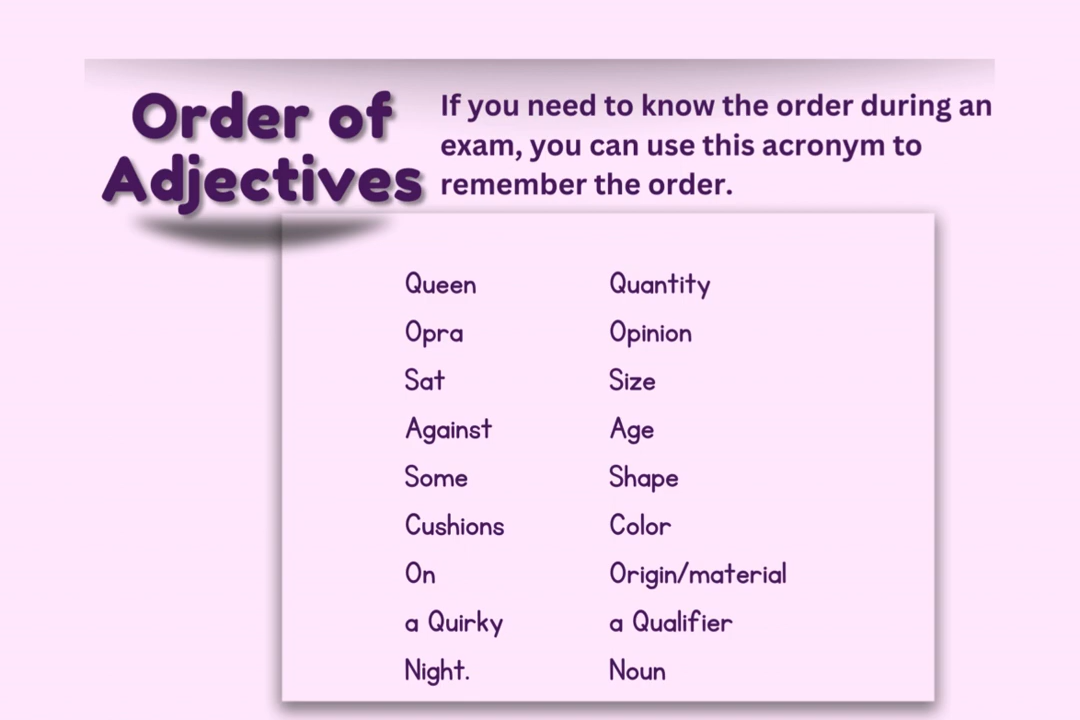 Order of
Adjectives
If you need to know the order during an
exam, you can use this acronym to
remember the order.
Queen Quantity
Opra Opinion
Sat Size
Against Age
Some Shape
Cushions Color
On Origin/material
a Quirky a Qualifier
Night. Noun